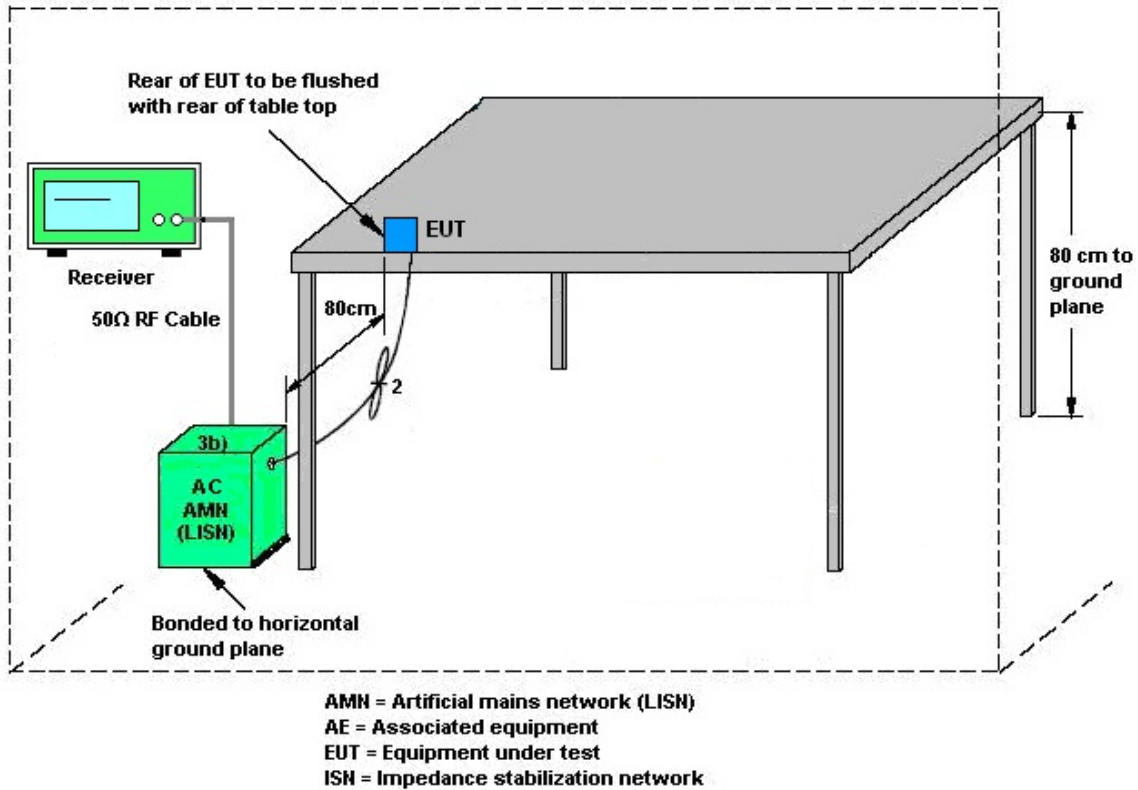 Rear of EUT to be flushed
with rear of table top
EUT
Receiver
80 cm to
ground
plane
80cm
50Ω RF Cable
2
3b)
AC
AMN
(LISN)
Bonded to horizontal
ground plane
AMN = Artificial mains network (LISN)
AE = Associated equipment
EUT = Equipment under test
ISN = Impedance stabilization network